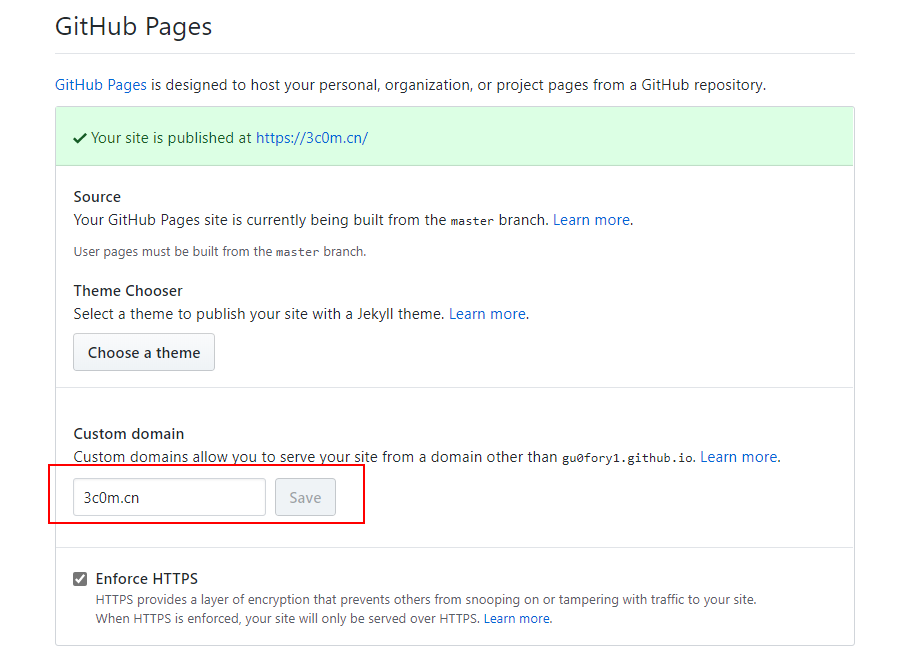 GitHub Pages
GitHub Pages is designed to host your personal, organization, or project pages from a GitHub repository.
Your site is published at https://3c0m.cn/
Source
Your GitHub Pages site is currently being built from the master branch. Learn more.
User pages must be built from the master branch.
Theme Chooser
Select a theme to publish your site with a Jekyll theme. Learn more.
Choose a theme
Custom domain
Custom domains allow you to serve your site from a domain other than gu0fory1.github.io. Learn more.
3c0m.cn Save
Enforce HTTPS
HTTPS provides a layer of encryption that prevents others from snooping on or tampering with traffic to your site.
When HTTPS is enforced, your site will only be served over HTTPS. Learn more.